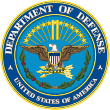 DEPARTMENT OF DEFENSE
UNITED STATES OF AMERICA